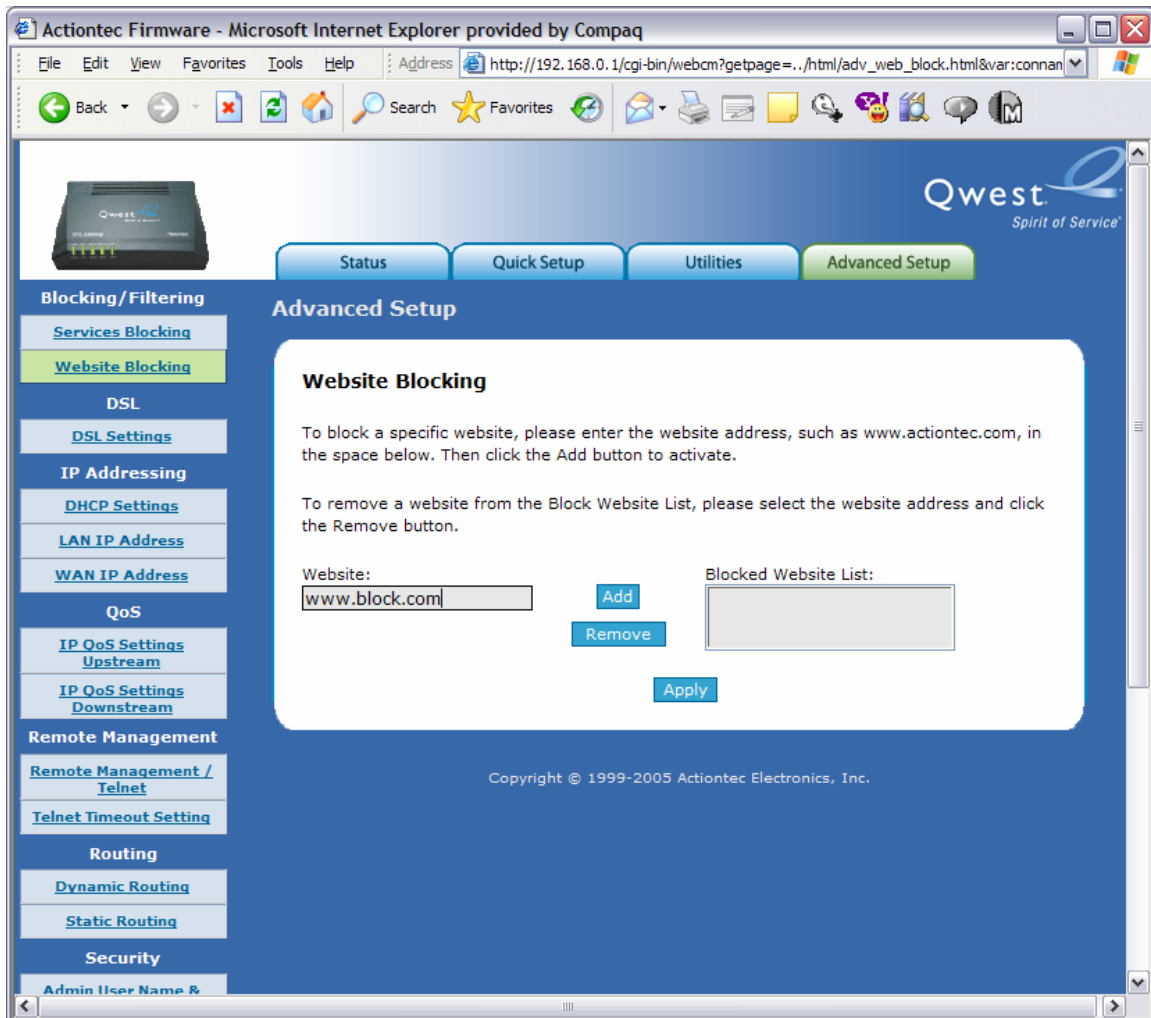 Actiontec Firmware - Microsoft Internet Explorer provided by Compaq
File Edit View Favorites Tools Help Address http://192.168.0.1/cgi-bin/webcm?getpage=../html/adv_web_block.html&var:connan
Back Search Favorites
Qwest
Qwest
Spirit of Service
Status Quick Setup Utilities Advanced Setup
Blocking/Filtering
Services Blocking
Website Blocking
DSL
DSL Settings
IP Addressing
DHCP Settings
LAN IP Address
WAN IP Address
QoS
IP QoS Settings
Upstream
IP QoS Settings
Downstream
Remote Management
Remote Management /
Telnet
Telnet Timeout Setting
Routing
Dynamic Routing
Static Routing
Security
Admin User Name &
Advanced Setup
Website Blocking
To block a specific website, please enter the website address, such as www.actiontec.com, in
the space below. Then click the Add button to activate.
To remove a website from the Block Website List, please select the website address and click
the Remove button.
Website: Blocked Website List:
www.block.com Add
Remove
Apply
Copyright © 1999-2005 Actiontec Electronics, Inc.